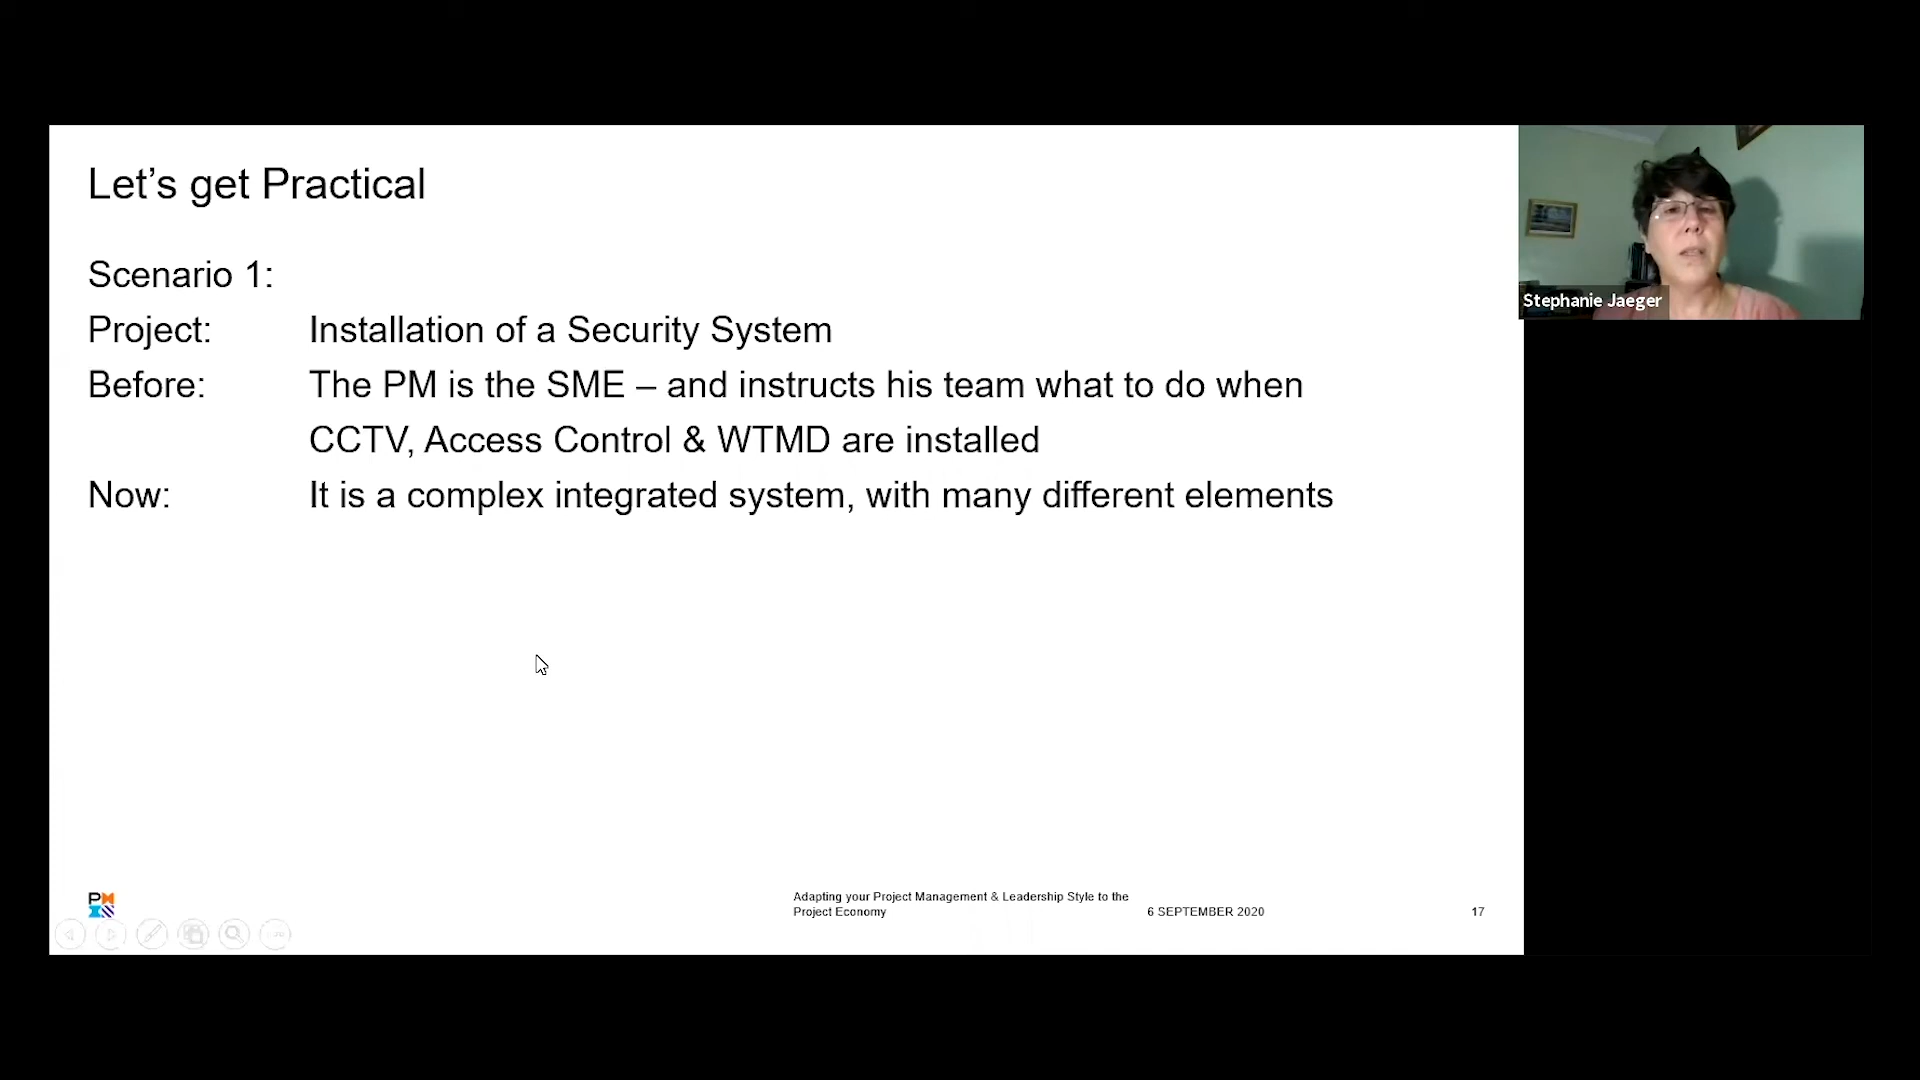 Let’s get Practical
Scenario 1:
Project: Installation of a Security System
Before: The PM is the SME – and instructs his team what to do when
CCTV, Access Control & WTMD are installed
Now: It is a complex integrated system, with many different elements
Stephanie Jaeger
PM
Adapting your Project Management & Leadership Style to the
Project Economy
6 SEPTEMBER 2020
17